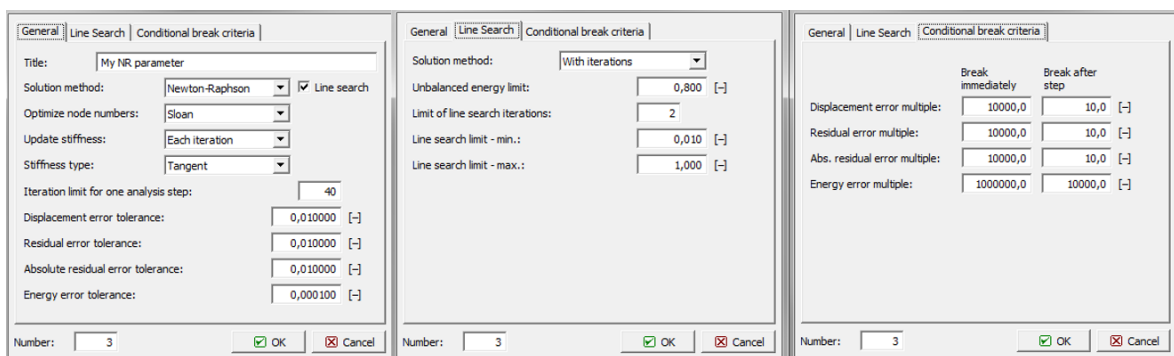 General Line Search Conditional break criteria
Title: My NR parameter
Solution method: Newton-Raphson Line search
Optimize node numbers: Sloan
Update stiffness: Each iteration
Stiffness type: Tangent
Iteration limit for one analysis step: 40
Displacement error tolerance: 0,010000 [-]
Residual error tolerance: 0,010000 [-]
Absolute residual error tolerance: 0,010000 [-]
Energy error tolerance: 0,000100 [-]
Number: 3 OK Cancel
General Line Search Conditional break criteria
Solution method: With iterations
Unbalanced energy limit: 0,800 [-]
Limit of line search iterations: 2
Line search limit - min.: 0,010 [-]
Line search limit - max.: 1,000 [-]
Number: 3 OK Cancel
General Line Search Conditional break criteria
Break Break after
immediately step
Displacement error multiple: 10000,0 10,0 [-]
Residual error multiple: 10000,0 10,0 [-]
Abs. residual error multiple: 10000,0 10,0 [-]
Energy error multiple: 1000000,0 10000,0 [-]
Number: 3 OK Cancel